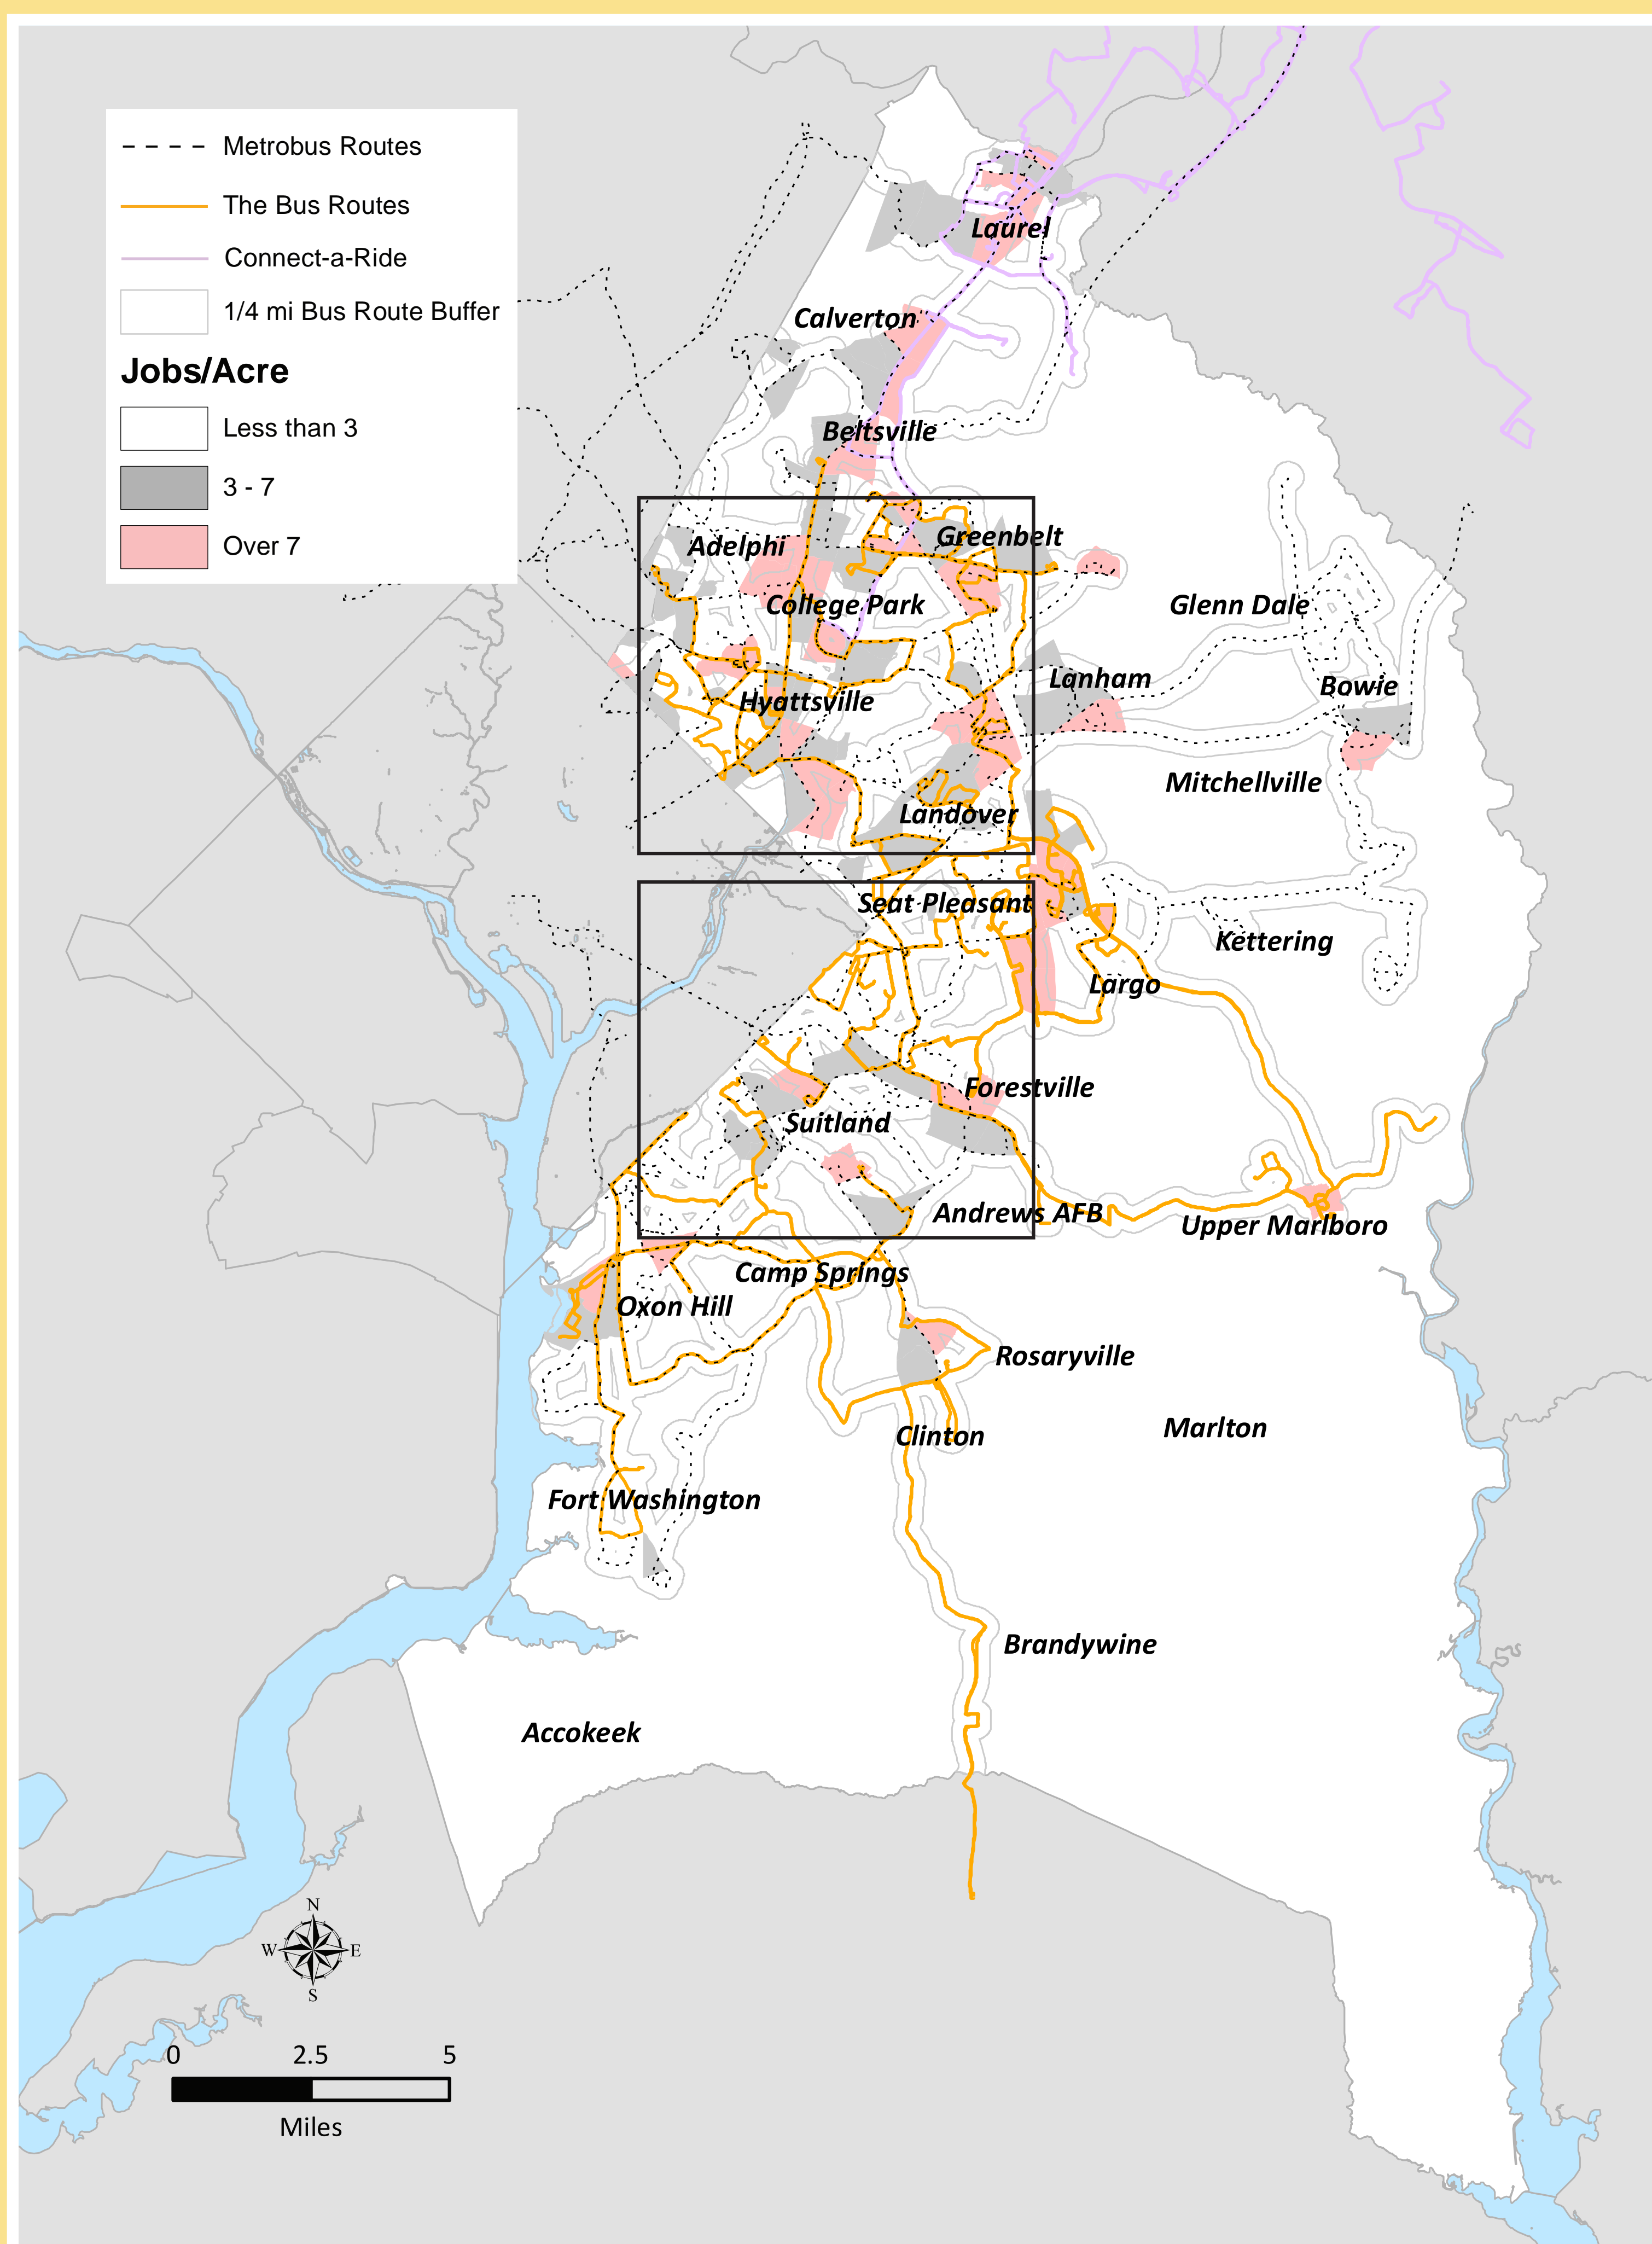 Metrobus Routes
The Bus Routes
Connect-a-Ride
1/4 mi Bus Route Buffer
Jobs/Acre
Less than 3
3 - 7
Over 7
Laurel
Calverton
Beltsville
Adelphi
Greenbelt
College Park
Glenn Dale
Lanham
Bowie
Hyattsville
Mitchellville
Landover
Seat Pleasant
Kettering
Largo
Forestville
Suitland
Andrews AFB
Upper Marlboro
Camp Springs
Oxon Hill
Rosaryville
Marlton
Clinton
Fort Washington
Brandywine
Accokeek
N
W E
S
0 2.5 5
Miles